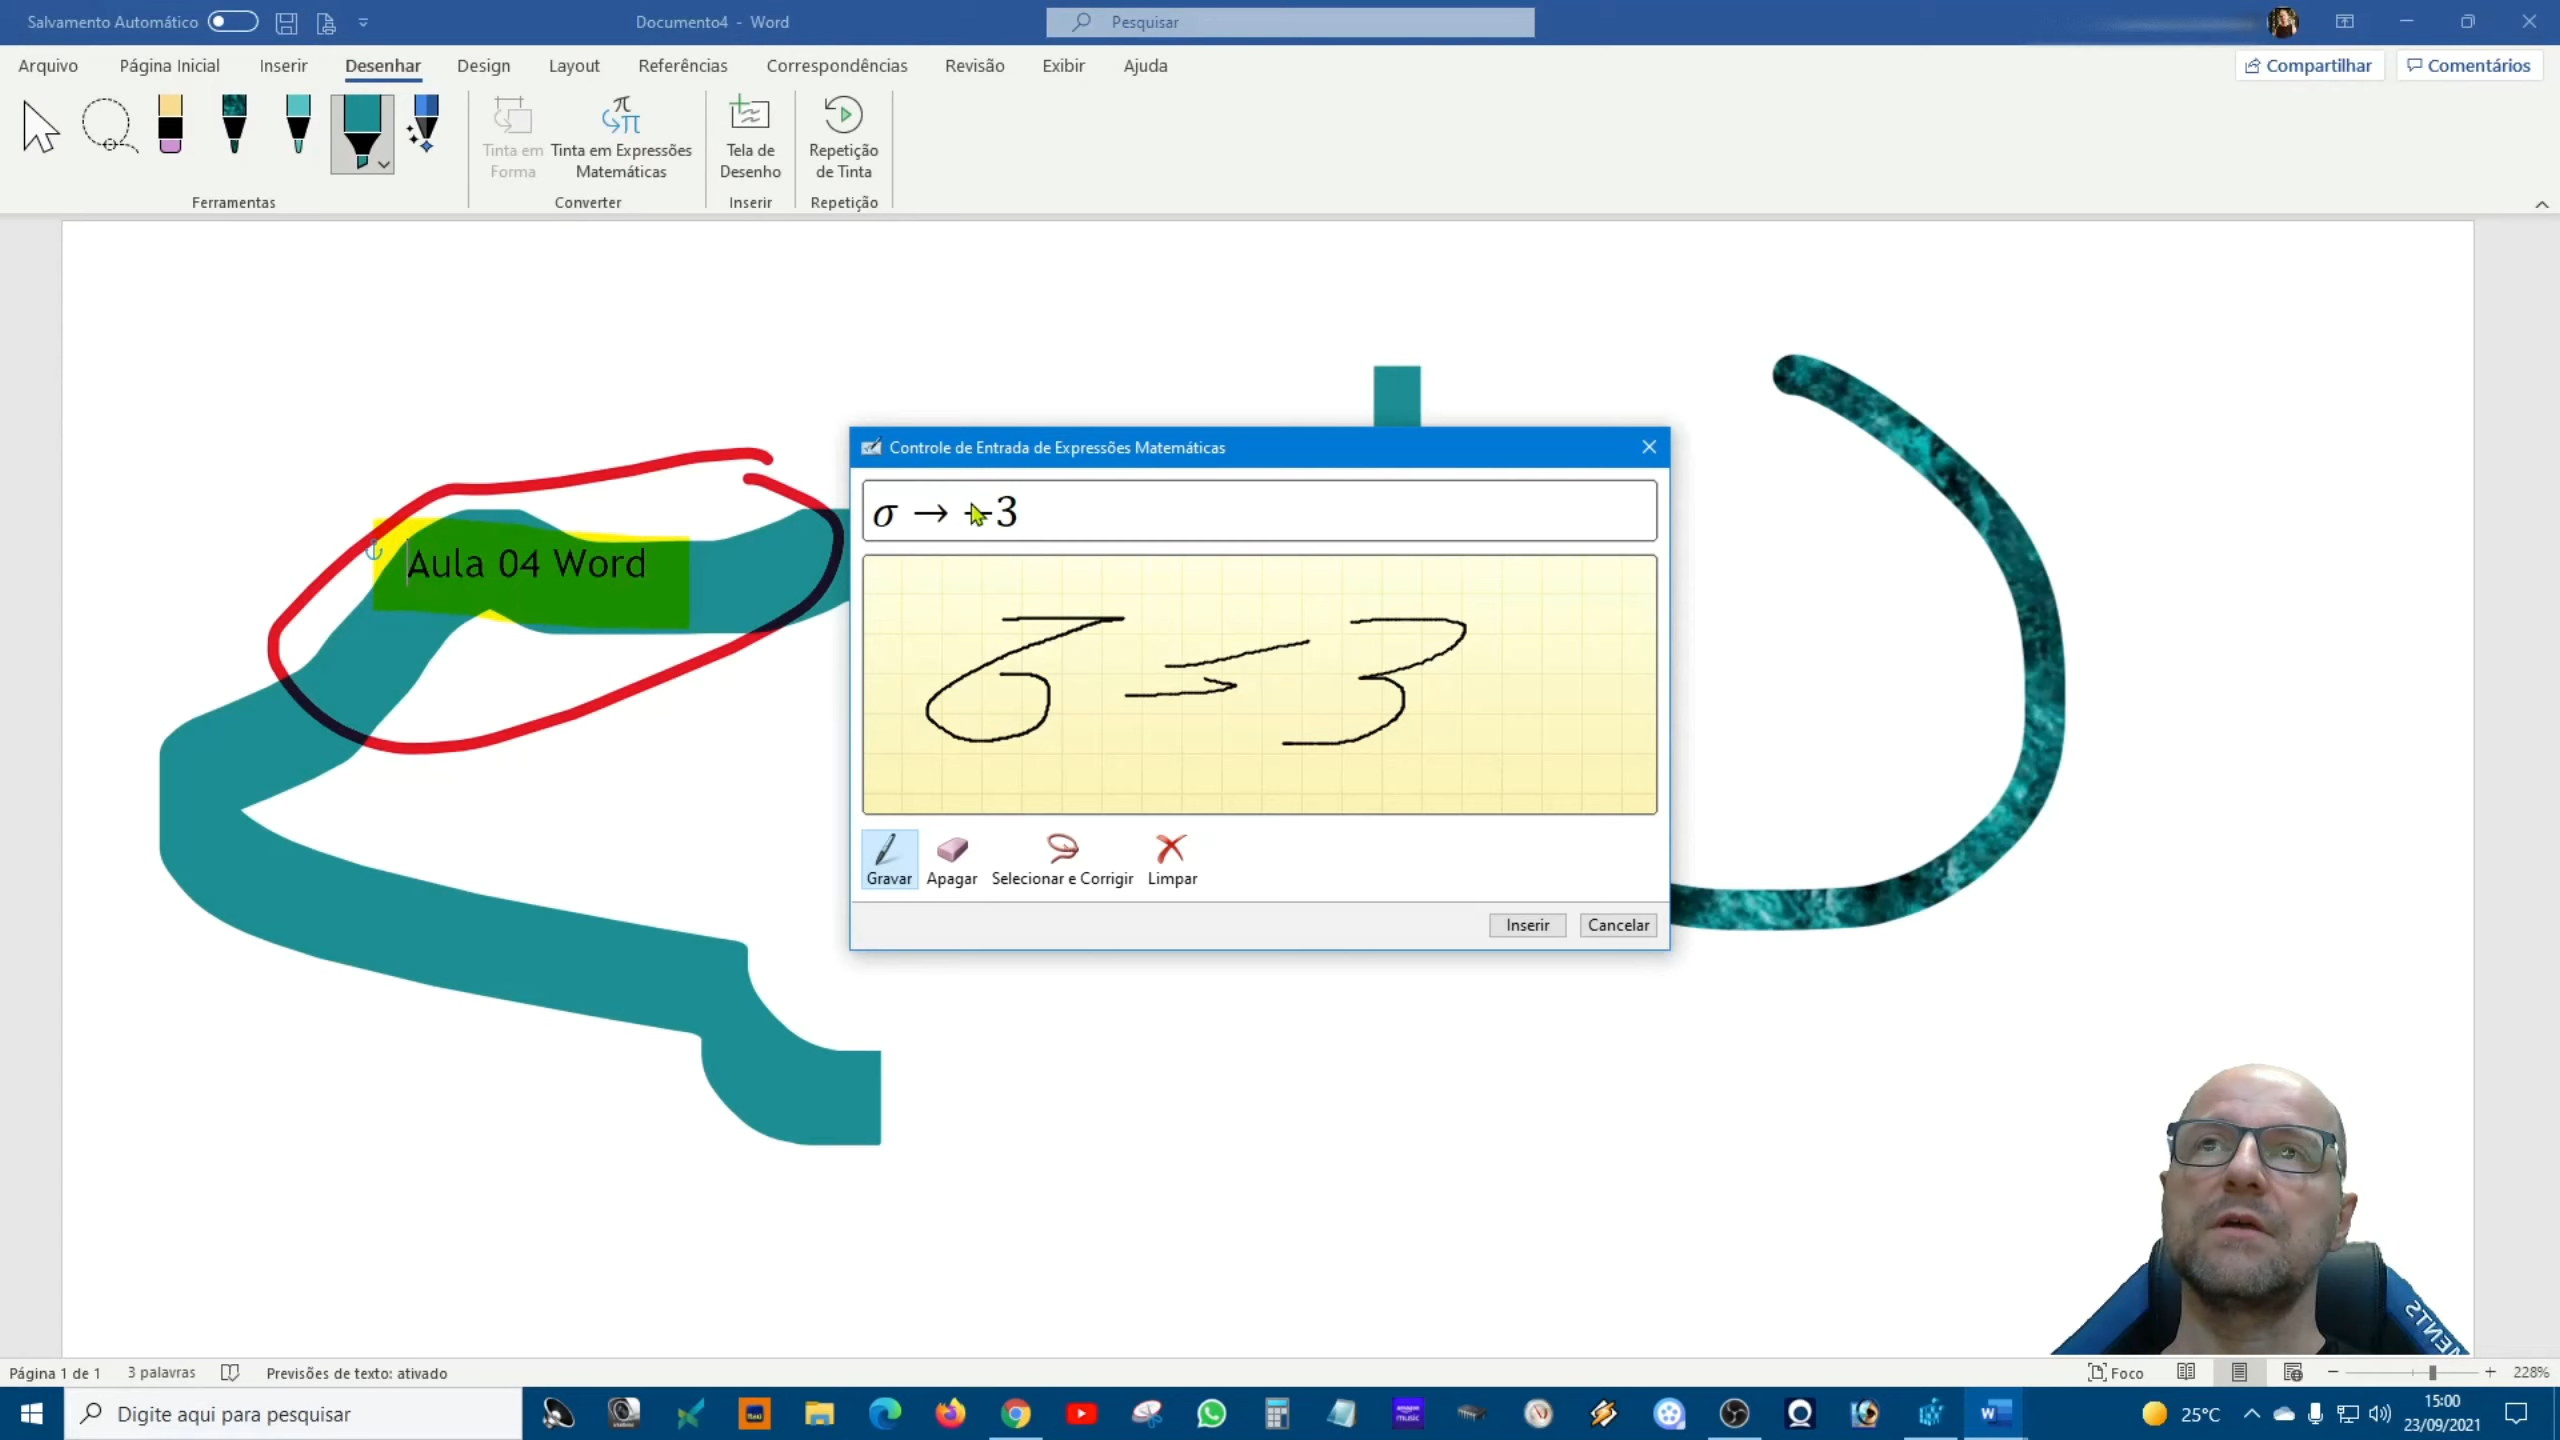 Salvamento Automático
Documento4 - Word
Pesquisar
Arquivo Página Inicial Inserir Desenhar Design Layout Referências Correspondências Revisão Exibir Ajuda
Compartilhar Comentários
Tinta em Forma
Tinta em Expressões Matemáticas
Tela de Desenho
Repetição de Tinta
Ferramentas Converter Inserir Repetição
Controle de Entrada de Expressões Matemáticas
σ → −3
Aula 04 Word
Gravar Apagar Selecionar e Corrigir Limpar
Inserir Cancelar
Página 1 de 1 3 palavras Previsões de texto: ativado
Foco 228%
Digite aqui para pesquisar
25°C
15:00
23/09/2021